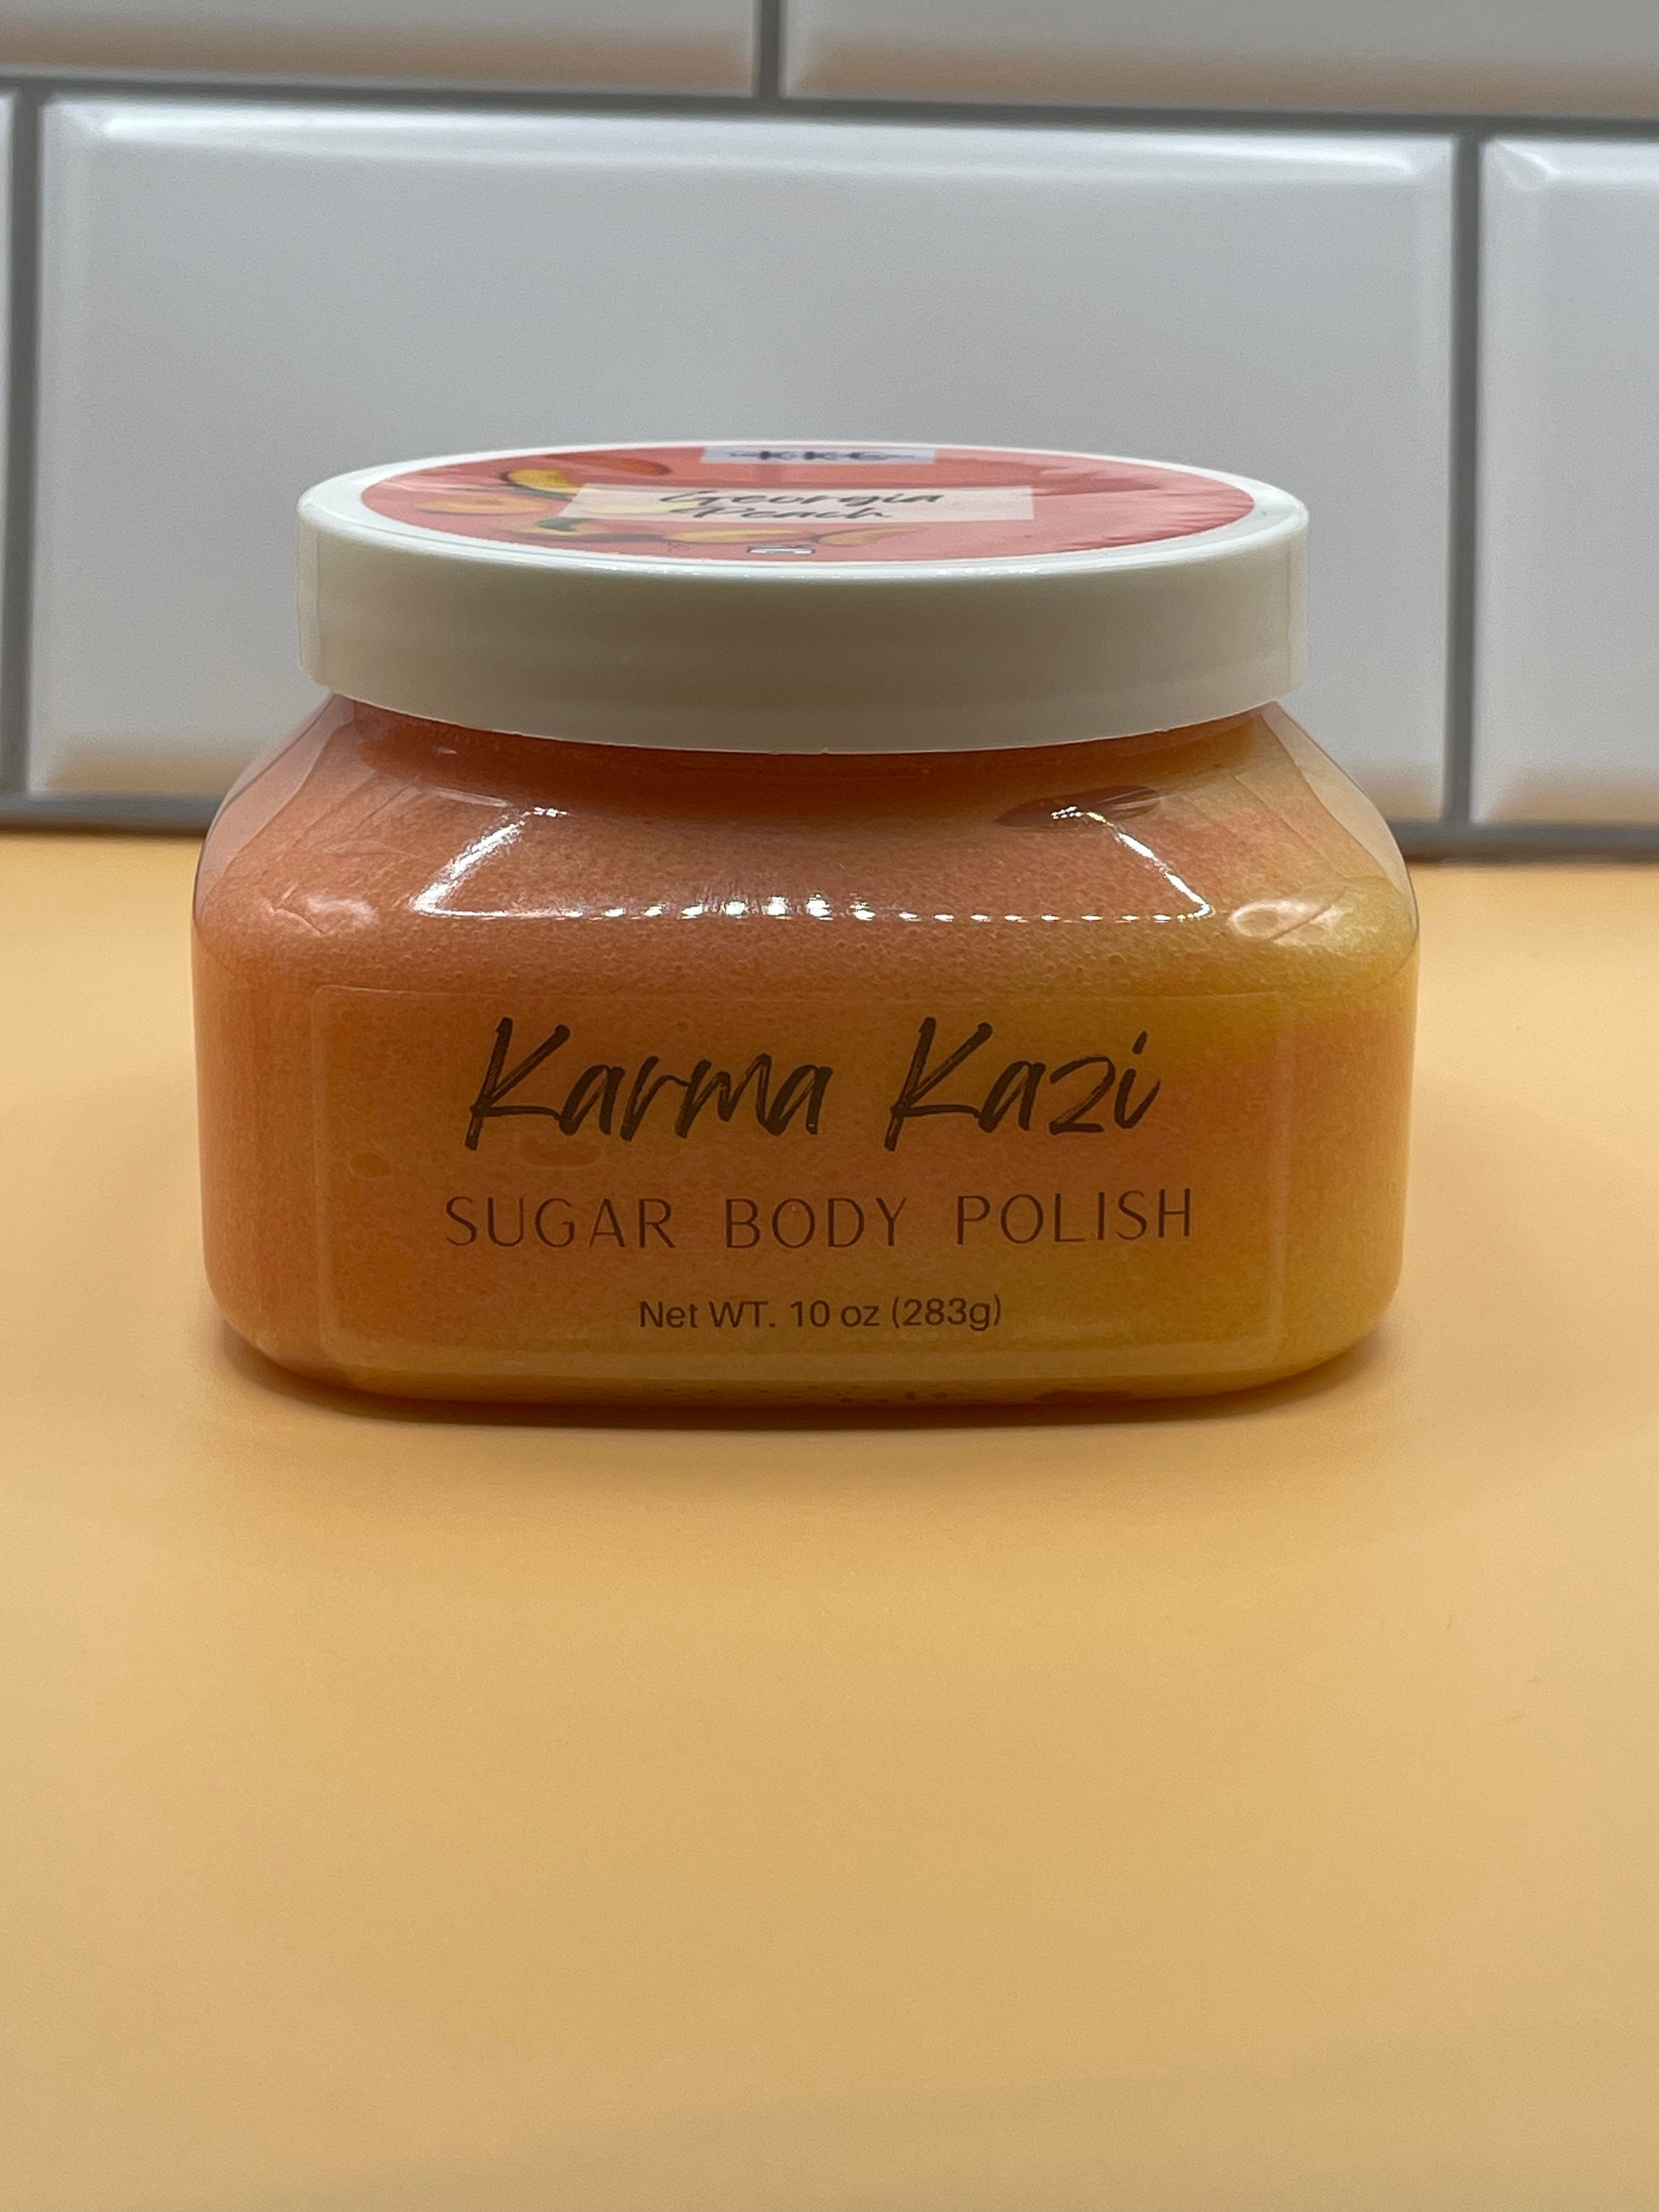 Georgia
Peach
Karma Kazi
SUGAR BODY POLISH
Net WT. 10 oz (283g)